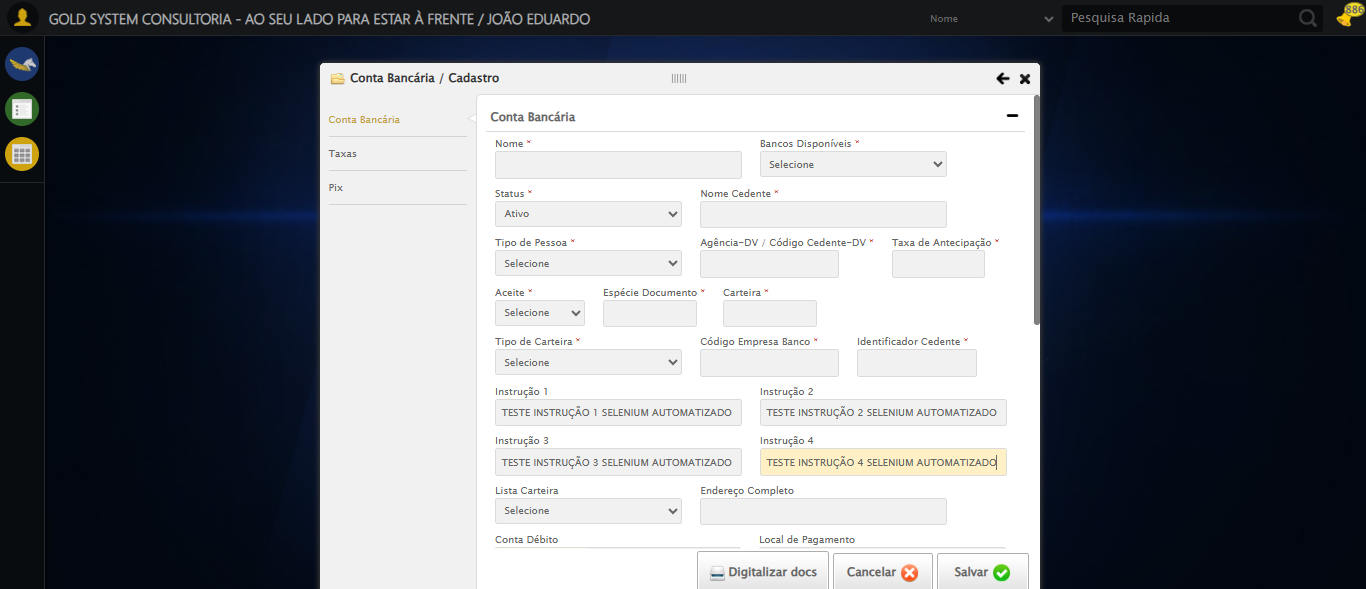 GOLD SYSTEM CONSULTORIA - AO SEU LADO PARA ESTAR À FRENTE / JOÃO EDUARDO
Nome
Pesquisa Rapida
886
Conta Bancária / Cadastro
Conta Bancária
Taxas
Pix
Conta Bancária
Nome *
Bancos Disponíveis *
Selecione
Status *
Nome Cedente *
Ativo
Tipo de Pessoa *
Agência-DV / Código Cedente-DV *
Taxa de Antecipação *
Selecione
Aceite *
Espécie Documento *
Carteira *
Selecione
Tipo de Carteira *
Código Empresa Banco *
Identificador Cedente *
Selecione
Instrução 1
Instrução 2
TESTE INSTRUÇÃO 1 SELENIUM AUTOMATIZADO
TESTE INSTRUÇÃO 2 SELENIUM AUTOMATIZADO
Instrução 3
Instrução 4
TESTE INSTRUÇÃO 3 SELENIUM AUTOMATIZADO
TESTE INSTRUÇÃO 4 SELENIUM AUTOMATIZADO
Lista Carteira
Endereço Completo
Selecione
Conta Débito
Local de Pagamento
Digitalizar docs
Cancelar
Salvar